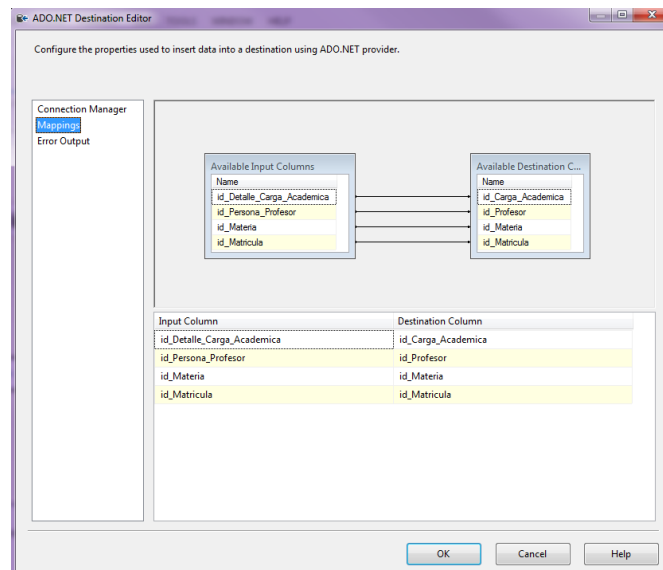 ADO.NET Destination Editor
Configure the properties used to insert data into a destination using ADO.NET provider.
Connection Manager
Mappings
Error Output
Available Input Columns
Name
id_Detalle_Carga_Academica
id_Persona_Profesor
id_Materia
id_Matricula
Available Destination C...
Name
id_Carga_Academica
id_Profesor
id_Materia
id_Matricula
Input Column Destination Column
id_Detalle_Carga_Academica id_Carga_Academica
id_Persona_Profesor id_Profesor
id_Materia id_Materia
id_Matricula id_Matricula
OK Cancel Help